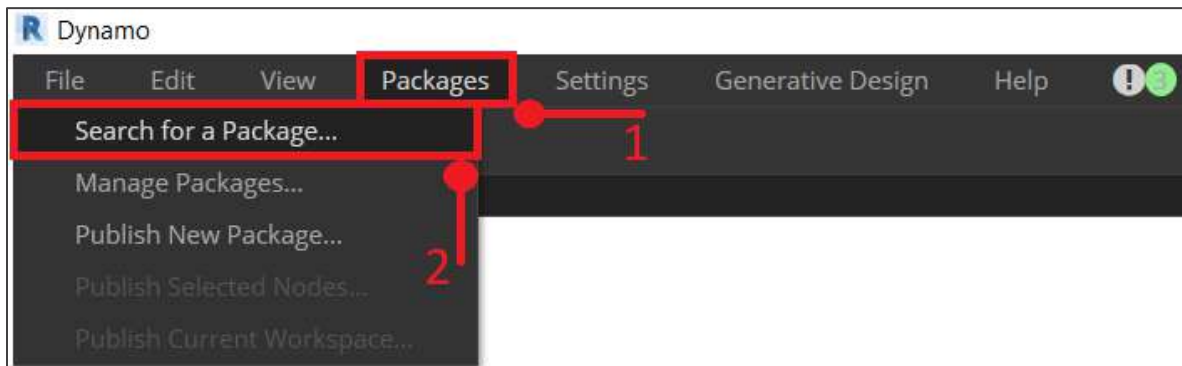 R Dynamo
File Edit View Packages Settings Generative Design Help ! 3
Search for a Package...
1
Manage Packages...
Publish New Package...
2
Publish Selected Nodes...
Publish Current Workspace...